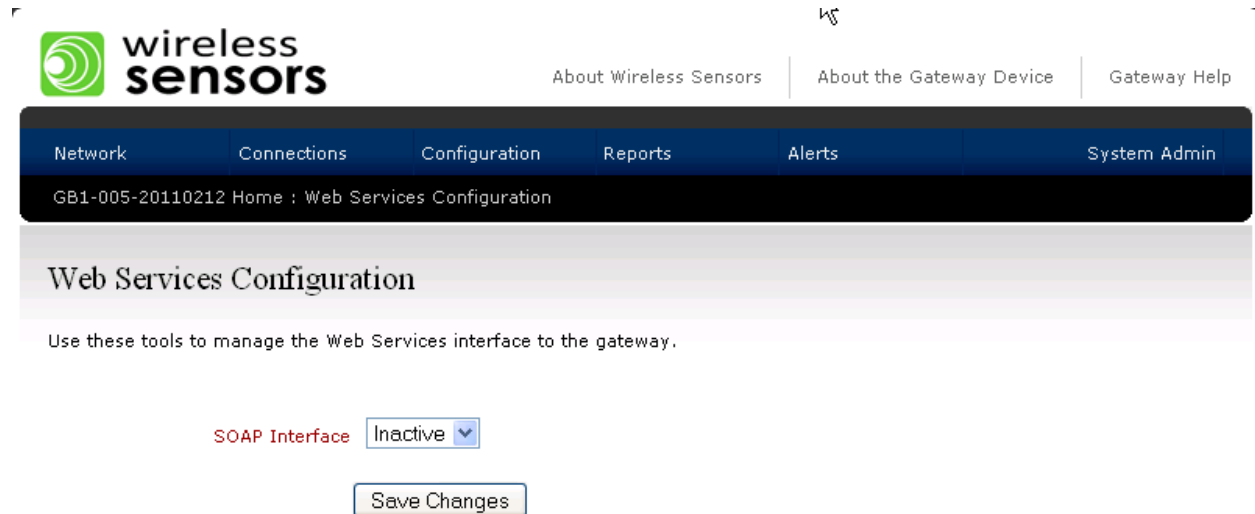 wireless
sensors
About Wireless Sensors About the Gateway Device Gateway Help
Network Connections Configuration Reports Alerts System Admin
GB1-005-20110212 Home : Web Services Configuration
Web Services Configuration
Use these tools to manage the Web Services interface to the gateway.
SOAP Interface Inactive
Save Changes